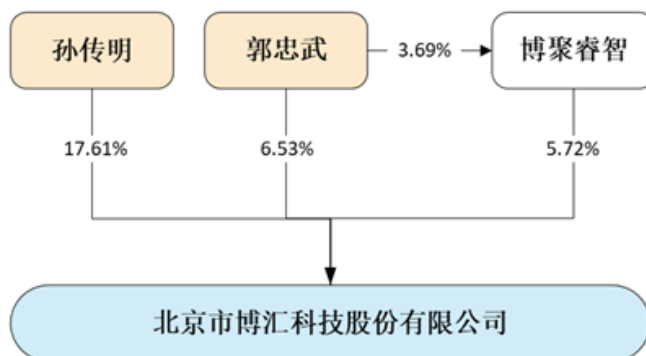 孙传明
郭忠武
3.69%
博聚睿智
17.61%
6.53%
5.72%
北京市博汇科技股份有限公司